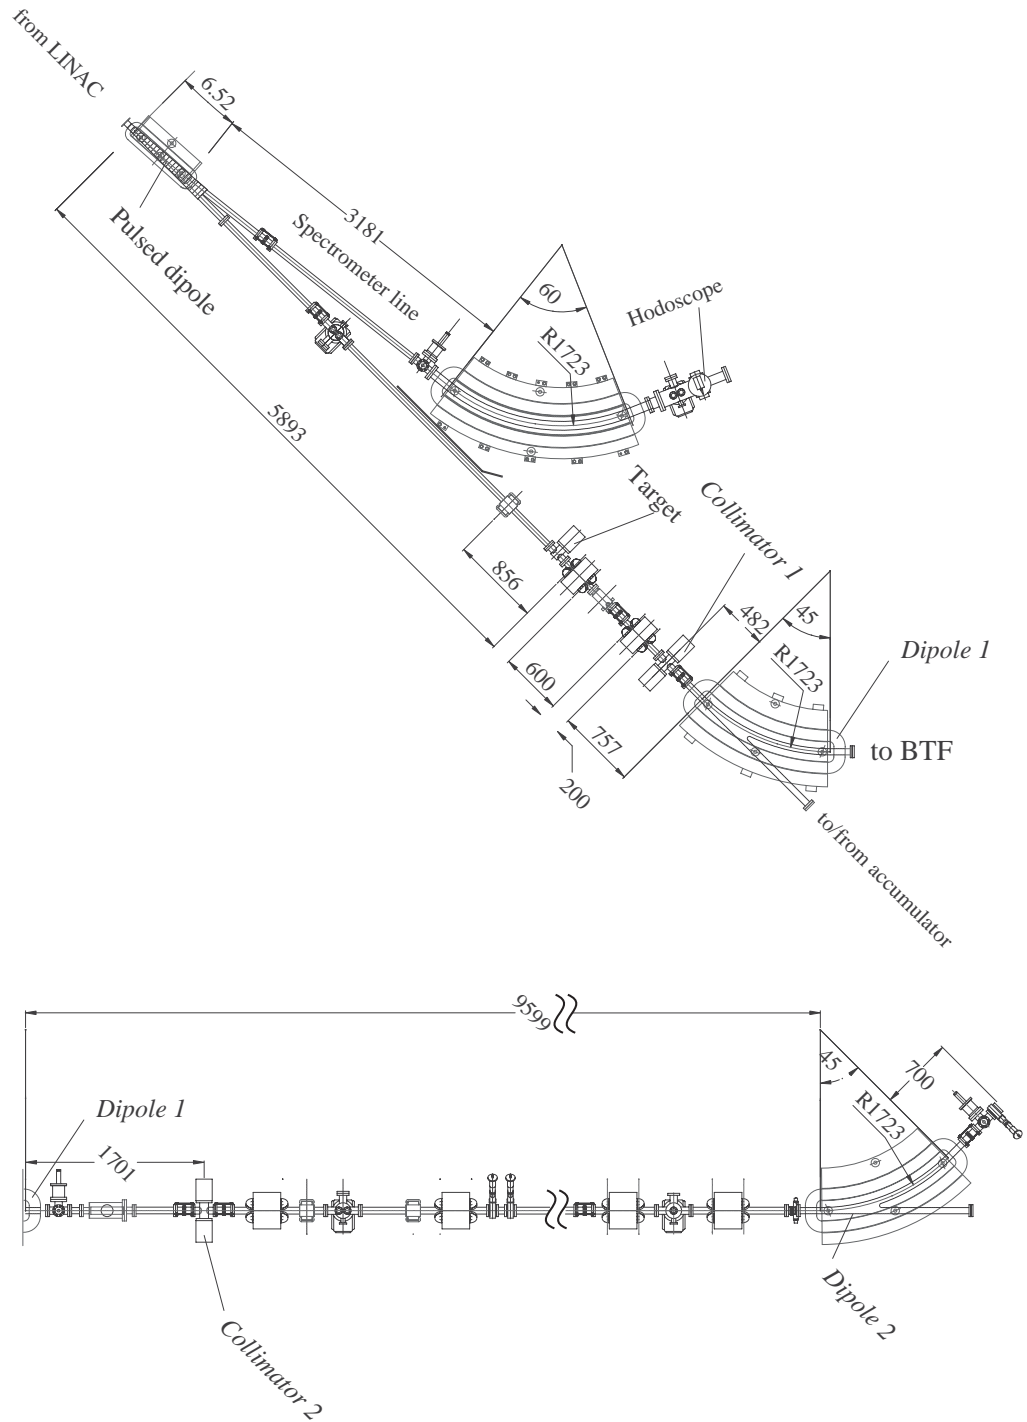 from LINAC
6.52
3181
Pulsed dipole
Spectrometer line
60
Hodoscope
R1723
5893
Target
Collimator 1
856
482
45
Dipole 1
600
R1723
757
to BTF
200
to/from accumulator
9599
45
700
Dipole 1
R1723
1701
Dipole 2
Collimator 2